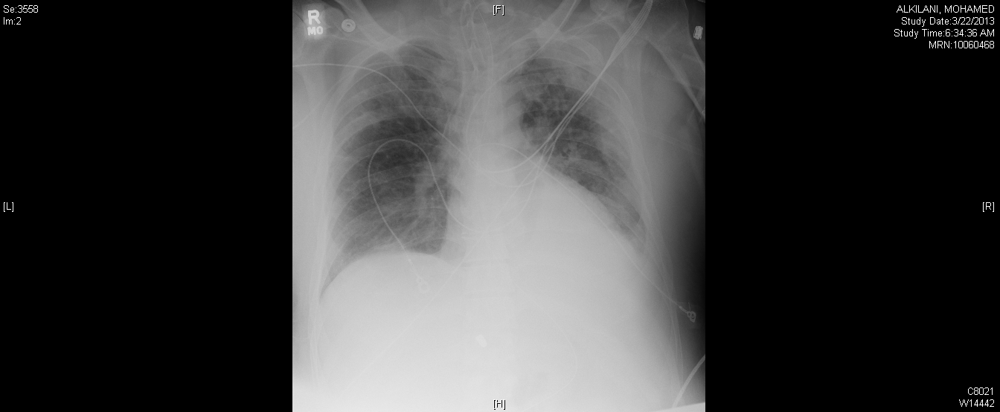 Se:3558
Im:2
[F]
ALKILANI, MOHAMED
Study Date:3/22/2013
Study Time:6:34:36 AM
MRN:10060468
R
MO
[L]
[R]
[H]
C8021
W14442